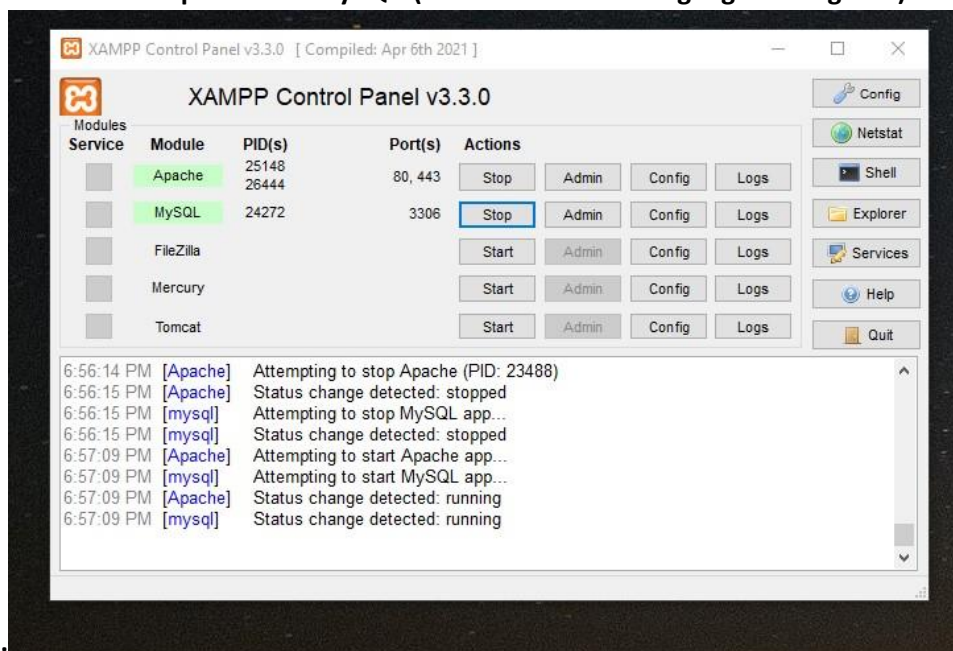 XAMPP Control Panel v3.3.0 [ Compiled: Apr 6th 2021 ]
XAMPP Control Panel v3.3.0
Config
Modules
Service Module PID(s) Port(s) Actions
Netstat
Apache 25148 26444 80, 443 Stop Admin Config Logs
Shell
MySQL 24272 3306 Stop Admin Config Logs
Explorer
FileZilla Start Admin Config Logs
Services
Mercury Start Admin Config Logs
Help
Tomcat Start Admin Config Logs
Quit
6:56:14 PM [Apache] Attempting to stop Apache (PID: 23488)
6:56:15 PM [Apache] Status change detected: stopped
6:56:15 PM [mysql] Attempting to stop MySQL app...
6:56:15 PM [mysql] Status change detected: stopped
6:57:09 PM [Apache] Attempting to start Apache app...
6:57:09 PM [mysql] Attempting to start MySQL app...
6:57:09 PM [Apache] Status change detected: running
6:57:09 PM [mysql] Status change detected: running